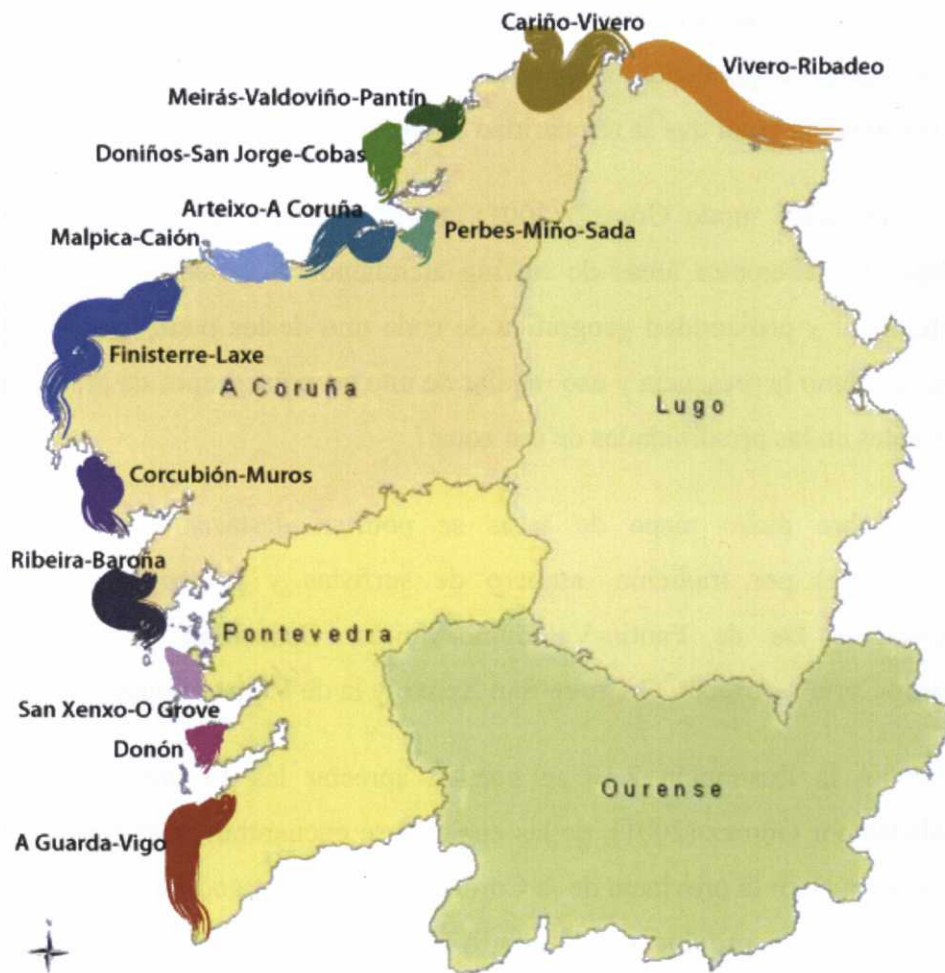 Cariño-Vivero
Vivero-Ribadeo
Meirás-Valdoviño-Pantín
Doniños-San Jorge-Cobas
Arteixo-A Coruña
Perbes-Miño-Sada
Malpica-Caión
Finisterre-Laxe
A Coruña
Lugo
Corcubión-Muros
Ribeira-Baroña
Pontevedra
San Xenxo-O Grove
Donón
Ourense
A Guarda-Vigo